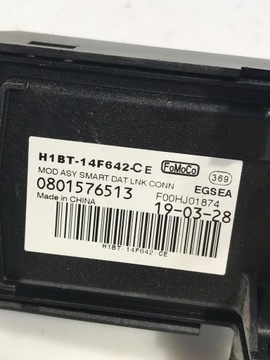 H1BT-14F642-CE FoMoCo 369
MOD ASY SMART DAT LNK CONN
0801576513 EGSEA
F00HJ01874
Made in CHINA 19-03-28
H1BT-14F642-CE